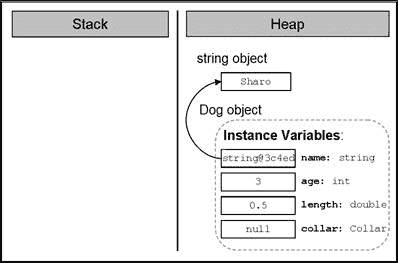 Stack
Heap
string object
Sharo
Dog object
Instance Variables:
string@3c4ed name: string
3 age: int
0.5 length: double
null collar: Collar